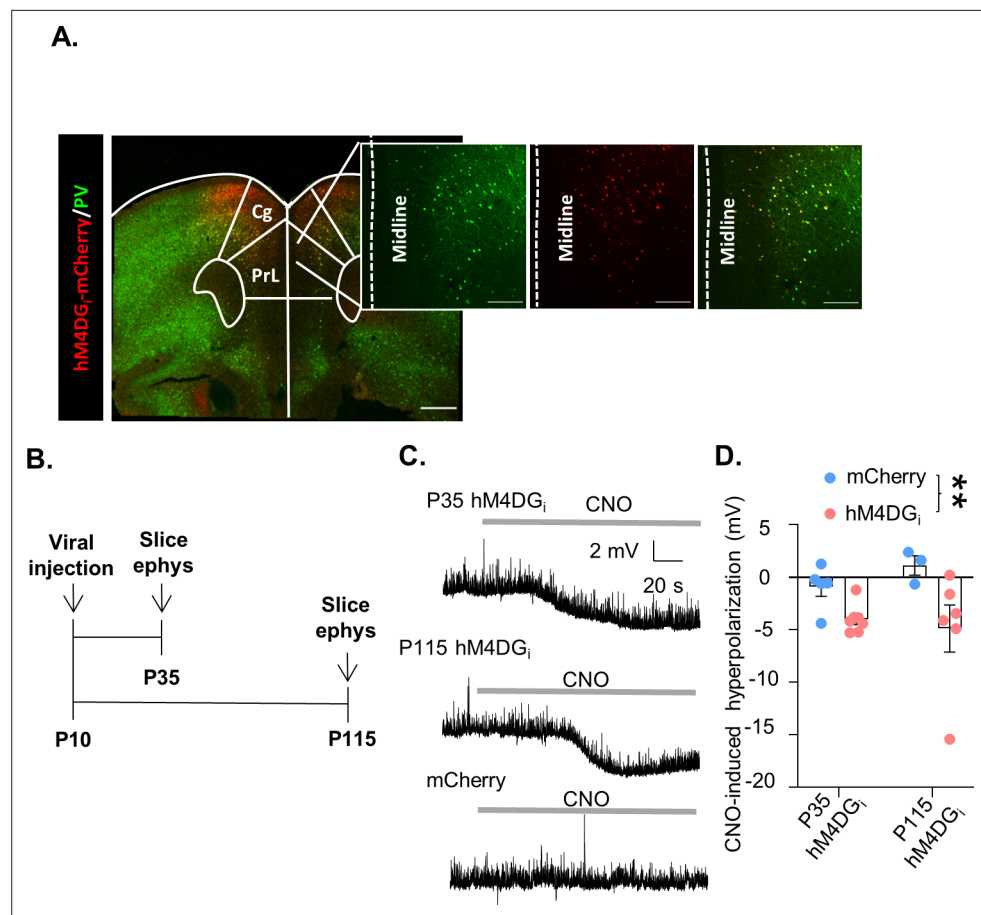 A.
hM4DGi-mCherry/PV
Cg
PrL
Midline
Midline
Midline
B.
Viral
injection
Slice
ephys
Slice
ephys
P35
P10
P115
C.
P35 hM4DGi
CNO
2 mV
20 s
P115 hM4DGi
CNO
mCherry
CNO
D.
mCherry
hM4DGi
**
CNO-induced hyperpolarization (mV)
5
0
-5
-10
-15
-20
P35
hM4DGi
P115
hM4DGi